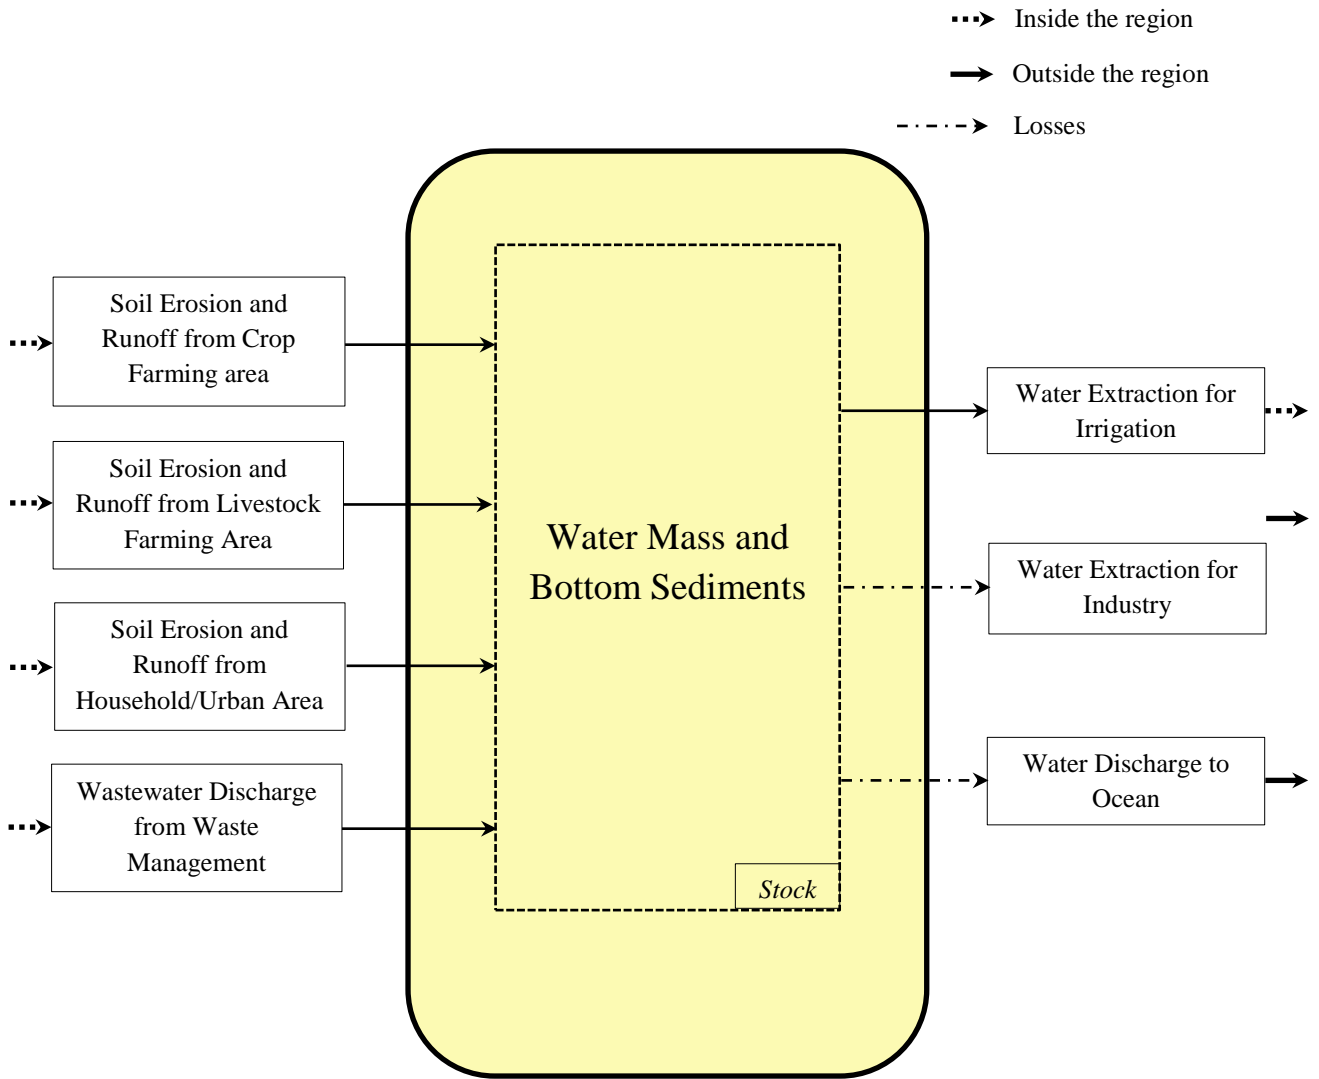 Inside the region
Outside the region
Losses
Soil Erosion and
Runoff from Crop
Farming area
Soil Erosion and
Runoff from Livestock
Farming Area
Soil Erosion and
Runoff from
Household/Urban Area
Wastewater Discharge
from Waste
Management
Water Mass and
Bottom Sediments
Stock
Water Extraction for
Irrigation
Water Extraction for
Industry
Water Discharge to
Ocean